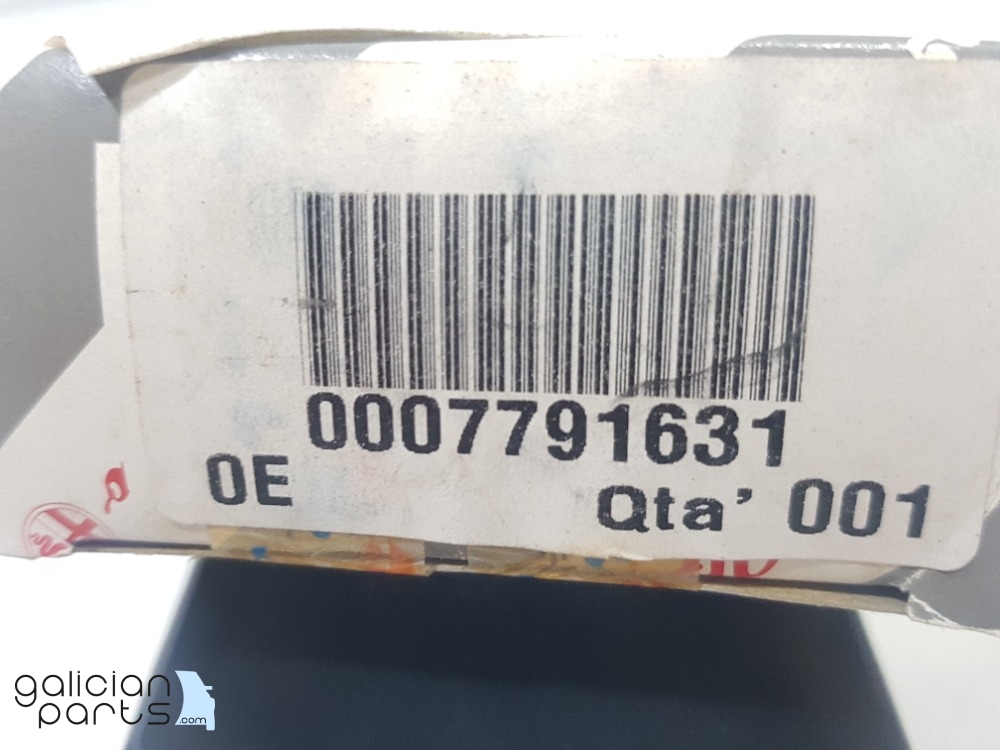 0007791631
0E Qta' 001
galician
parts.com